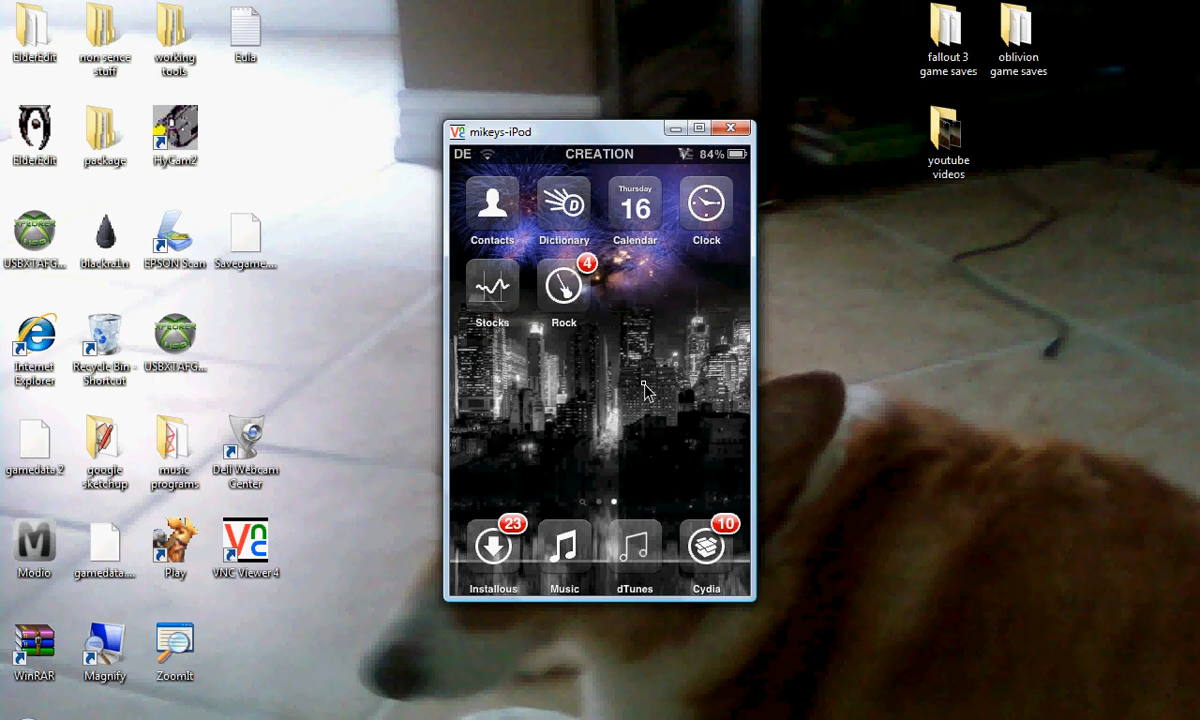 ElderEdit
non sence
stuff
working
tools
Eula
fallout 3
game saves
oblivion
game saves
ElderEdit
package
HyCam2
youtube
videos
USBXTAFG...
blackra1n
EPSON Scan
Savegame....
Internet
Explorer
Recycle Bin -
Shortcut
USBXTAFG...
gamedata.2
google
sketchup
music
programs
Dell Webcam
Center
Modio
gamedata....
Play
VNC Viewer4
WinRAR
Magnify
ZoomIt
mikeys-iPod
DE CREATION 84%
Thursday
16
Contacts Dictionary Calendar Clock
4
Stocks Rock
23 10
Installous Music dTunes Cydia